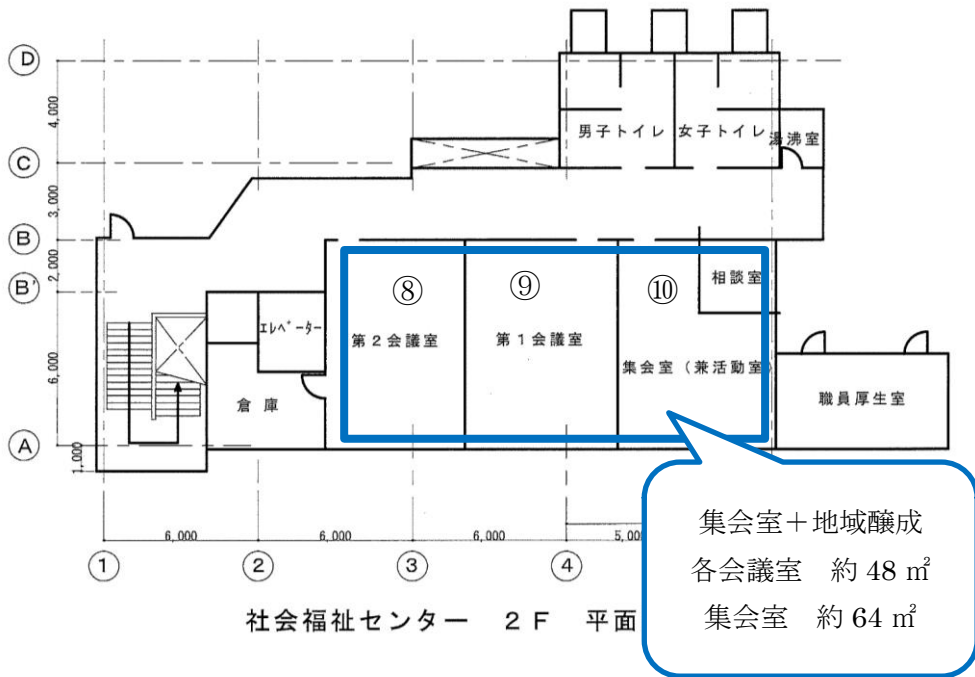 D
男子トイレ
女子トイレ
湯沸室
4,000
C
3,000
B
2,000
B'
⑧
⑨
⑩
相談室
エレベーター
第2会議室
第1会議室
集会室(兼活動室)
6,000
倉庫
職員厚生室
A
1,000
6,000
6,000
6,000
1
2
3
4
集会室＋地域醸成
各会議室 約 48 ㎡
集会室 約 64 ㎡
社会福祉センター 2F 平面